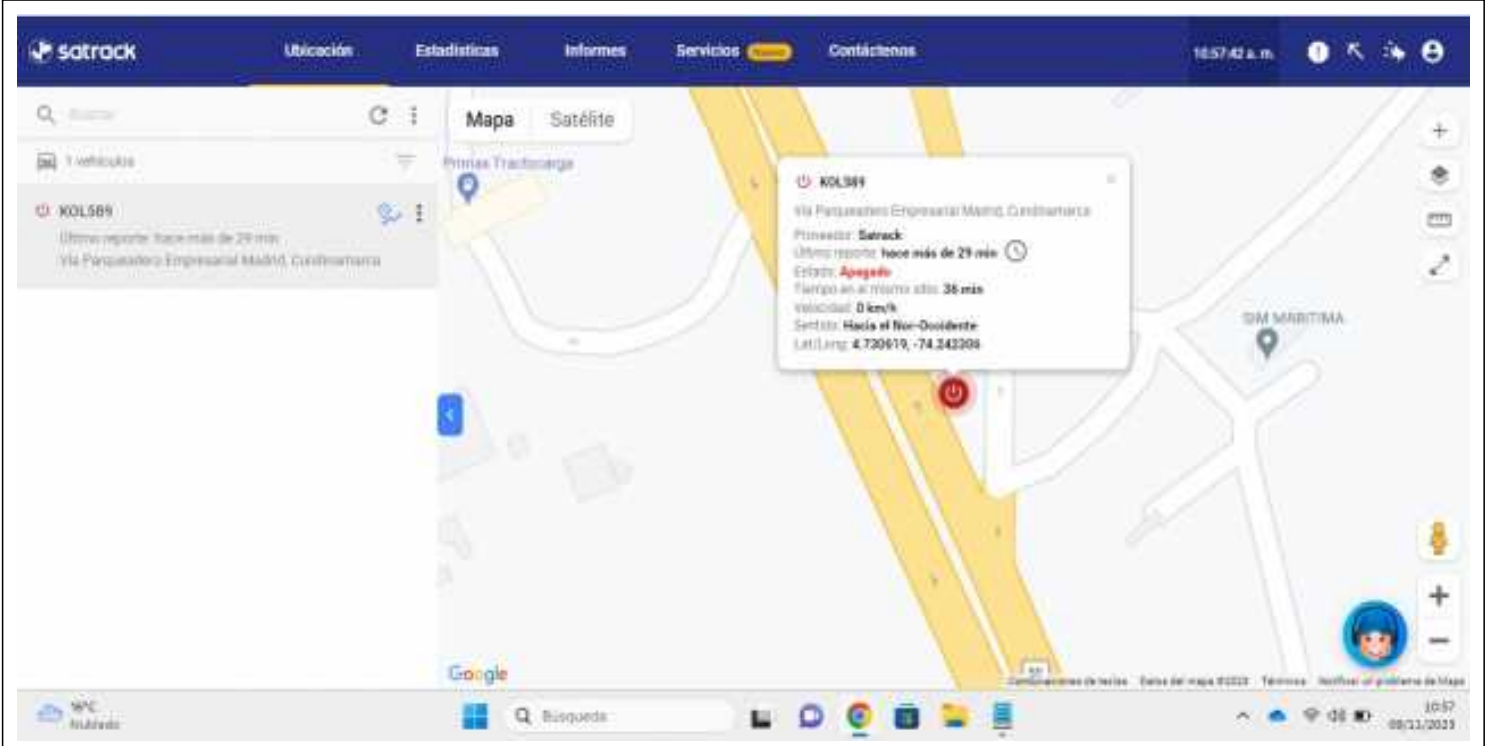 satrack
Ubicación
Estadísticas
Informes
Servicios
Contáctenos
10:57:42 a. m.
Buscar
1 vehículos
KOL589
Último reporte: hace más de 29 min
Vía Parqueadero Empresarial Madrid, Cundinamarca
Mapa
Satélite
Primax Tractocarga
KOL589
Vía Parqueadero Empresarial Madrid, Cundinamarca
Proveedor: Satrack
Último reporte: hace más de 29 min
Estado: Apagado
Tiempo en el mismo sitio: 36 min
Velocidad: 0 km/h
Sentido: Hacia el Nor-Occidente
Lat/Long: 4.730619, -74.242306
SIM MARITIMA
Google
Combinaciones de teclas
Datos del mapa ©2023
Términos
Notificar un problema de Maps
16°C
Nublado
Búsqueda
10:57
09/11/2023